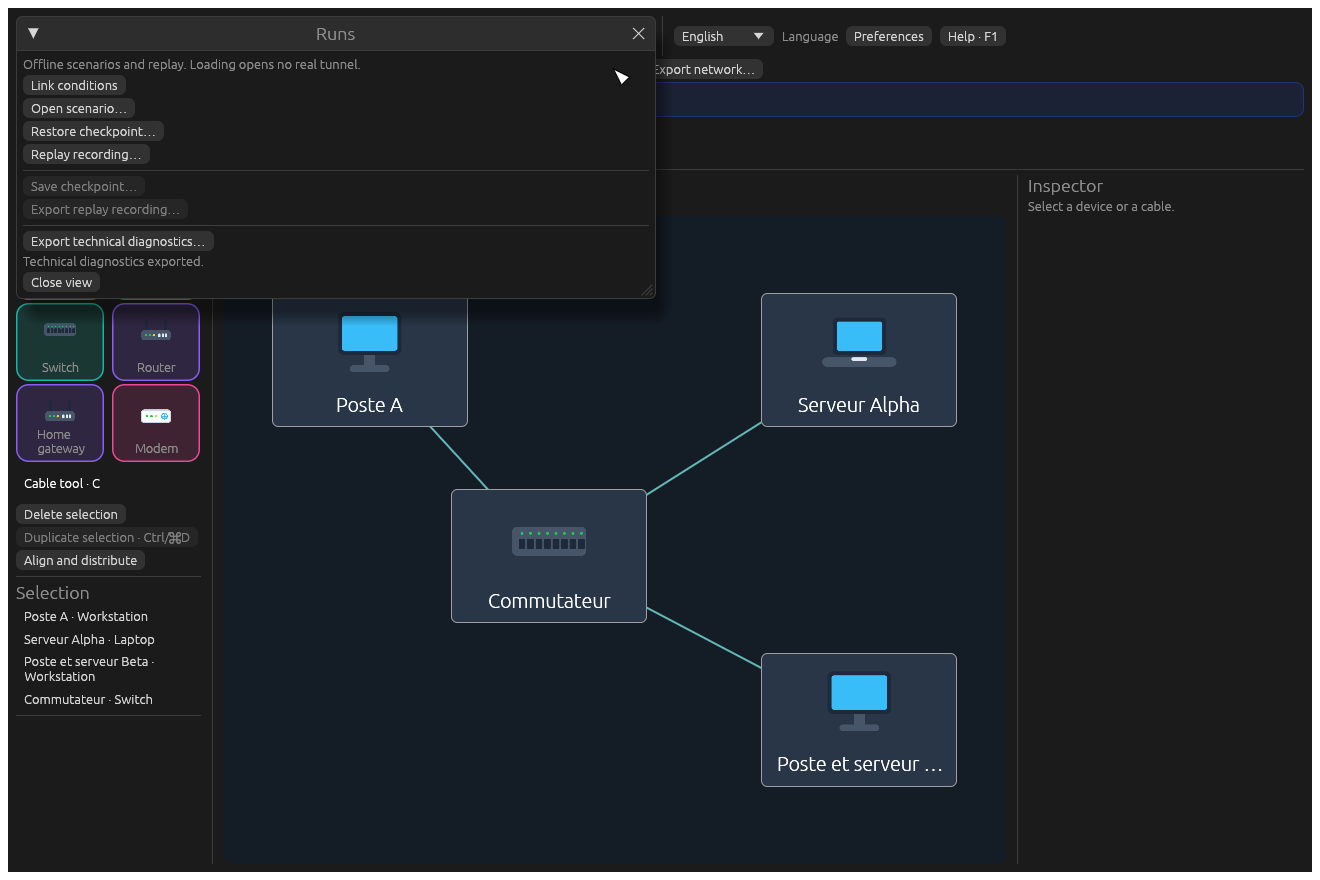 Runs
Offline scenarios and replay. Loading opens no real tunnel.
Link conditions
Open scenario…
Restore checkpoint…
Replay recording…
Save checkpoint…
Export replay recording…
Export technical diagnostics…
Technical diagnostics exported.
Close view
English
Language
Preferences
Help · F1
Export network…
Switch
Router
Home
gateway
Modem
Cable tool · C
Delete selection
Duplicate selection · Ctrl/⌘D
Align and distribute
Selection
Poste A · Workstation
Serveur Alpha · Laptop
Poste et serveur Beta ·
Workstation
Commutateur · Switch
Poste A
Serveur Alpha
Commutateur
Poste et serveur …
Inspector
Select a device or a cable.